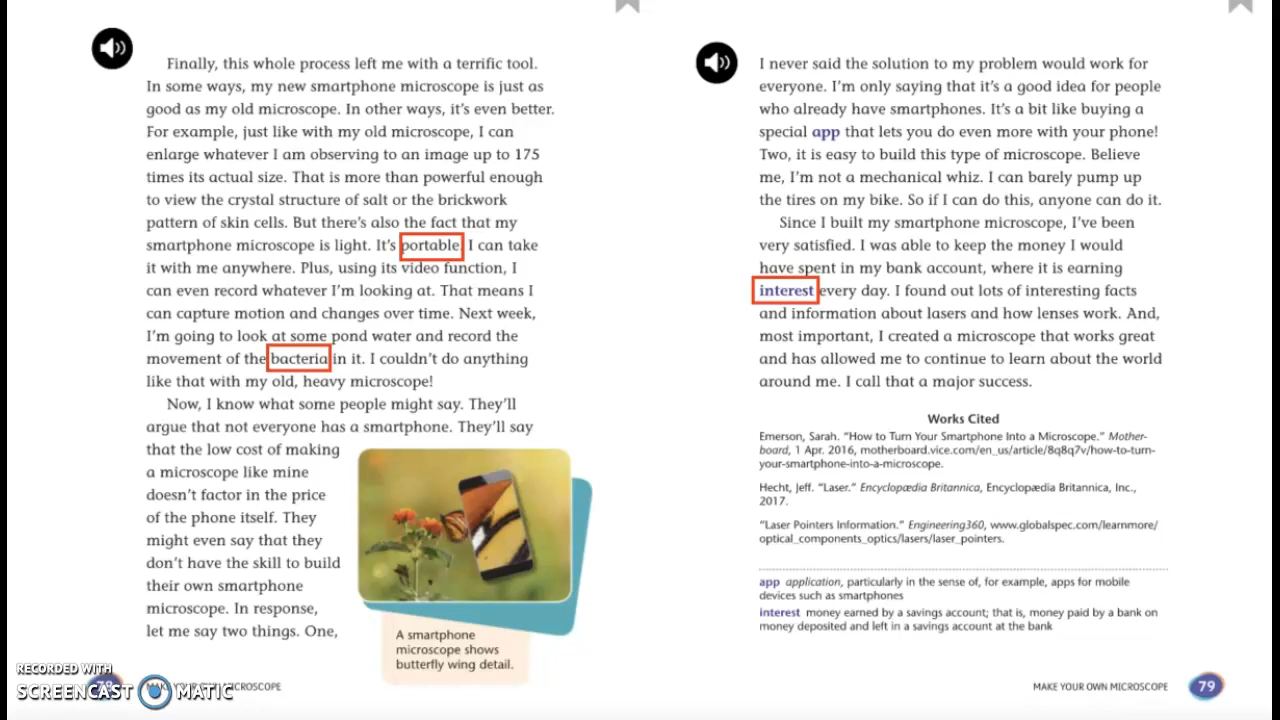 Finally, this whole process left me with a terrific tool.
In some ways, my new smartphone microscope is just as
good as my old microscope. In other ways, it's even better.
For example, just like with my old microscope, I can
enlarge whatever I am observing to an image up to 175
times its actual size. That is more than powerful enough
to view the crystal structure of salt or the brickwork
pattern of skin cells. But there's also the fact that my
smartphone microscope is light. It's portable. I can take
it with me anywhere. Plus, using its video function, I
can even record whatever I'm looking at. That means I
can capture motion and changes over time. Next week,
I'm going to look at some pond water and record the
movement of the bacteria in it. I couldn't do anything
like that with my old, heavy microscope!
Now, I know what some people might say. They'll
argue that not everyone has a smartphone. They'll say
that the low cost of making
a microscope like mine
doesn't factor in the price
of the phone itself. They
might even say that they
don't have the skill to build
their own smartphone
microscope. In response,
let me say two things. One,
A smartphone
microscope shows
butterfly wing detail.
78 MAKE YOUR OWN MICROSCOPE
RECORDED WITH
SCREENCAST MATIC
I never said the solution to my problem would work for
everyone. I'm only saying that it's a good idea for people
who already have smartphones. It's a bit like buying a
special app that lets you do even more with your phone!
Two, it is easy to build this type of microscope. Believe
me, I'm not a mechanical whiz. I can barely pump up
the tires on my bike. So if I can do this, anyone can do it.
Since I built my smartphone microscope, I've been
very satisfied. I was able to keep the money I would
have spent in my bank account, where it is earning
interest every day. I found out lots of interesting facts
and information about lasers and how lenses work. And,
most important, I created a microscope that works great
and has allowed me to continue to learn about the world
around me. I call that a major success.
Works Cited
Emerson, Sarah. "How to Turn Your Smartphone Into a Microscope." Mother-
board, 1 Apr. 2016, motherboard.vice.com/en_us/article/8q8q7v/how-to-turn-
your-smartphone-into-a-microscope.
Hecht, Jeff. "Laser." Encyclopædia Britannica, Encyclopædia Britannica, Inc.,
2017.
"Laser Pointers Information." Engineering360, www.globalspec.com/learnmore/
optical_components_optics/lasers/laser_pointers.
app application, particularly in the sense of, for example, apps for mobile
devices such as smartphones
interest money earned by a savings account; that is, money paid by a bank on
money deposited and left in a savings account at the bank
MAKE YOUR OWN MICROSCOPE 79